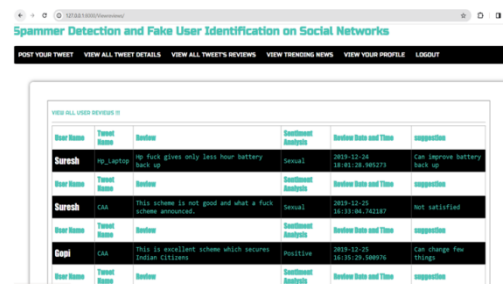 127.0.0.1:8000/Viewreviews/
Spammer Detection and Fake User Identification on Social Networks
POST YOUR TWEET VIEW ALL TWEET DETAILS VIEW ALL TWEET'S REVIEWS VIEW TRENDING NEWS VIEW YOUR PROFILE LOGOUT
VIEW ALL USER REVIEWS !!!
User Name Tweet Name Review Sentiment Analysis Review Date and Time suggestion
Suresh Hp_Laptop Hp fuck gives only less hour battery back up Sexual 2019-12-24 18:01:28.905273 Can improve battery back up
User Name Tweet Name Review Sentiment Analysis Review Date and Time suggestion
Suresh CAA This scheme is not good and what a fuck scheme announced. Sexual 2019-12-25 16:33:04.742187 Not satisfied
User Name Tweet Name Review Sentiment Analysis Review Date and Time suggestion
Gopi CAA This is excellent scheme which secures Indian Citizens Positive 2019-12-25 16:35:29.500976 Can change few things
User Name Tweet Name Review Sentiment Analysis Review Date and Time suggestion